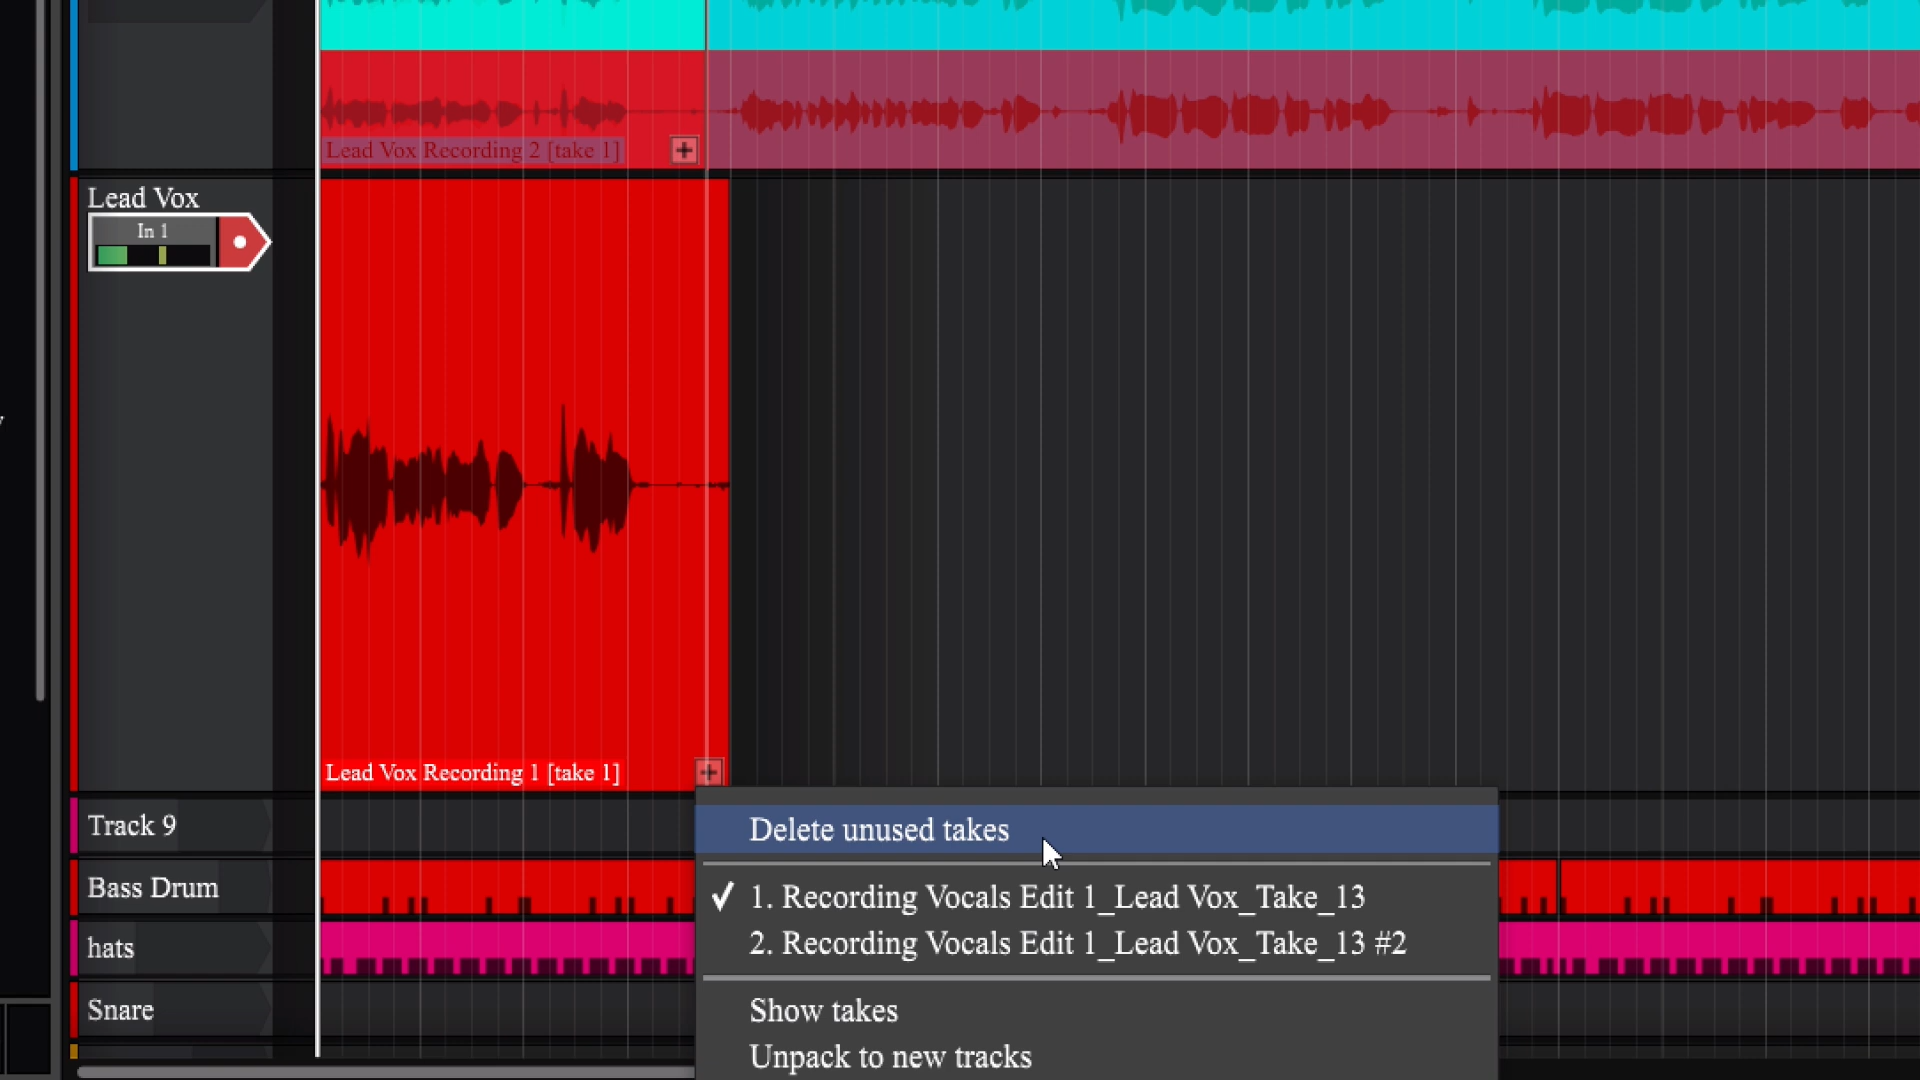 Lead Vox Recording 2 [take 1]
Lead Vox
In 1
Lead Vox Recording 1 [take 1]
Track 9
Delete unused takes
Bass Drum
1. Recording Vocals Edit 1_Lead Vox_Take_13
hats
2. Recording Vocals Edit 1_Lead Vox_Take_13 #2
Snare
Show takes
Unpack to new tracks